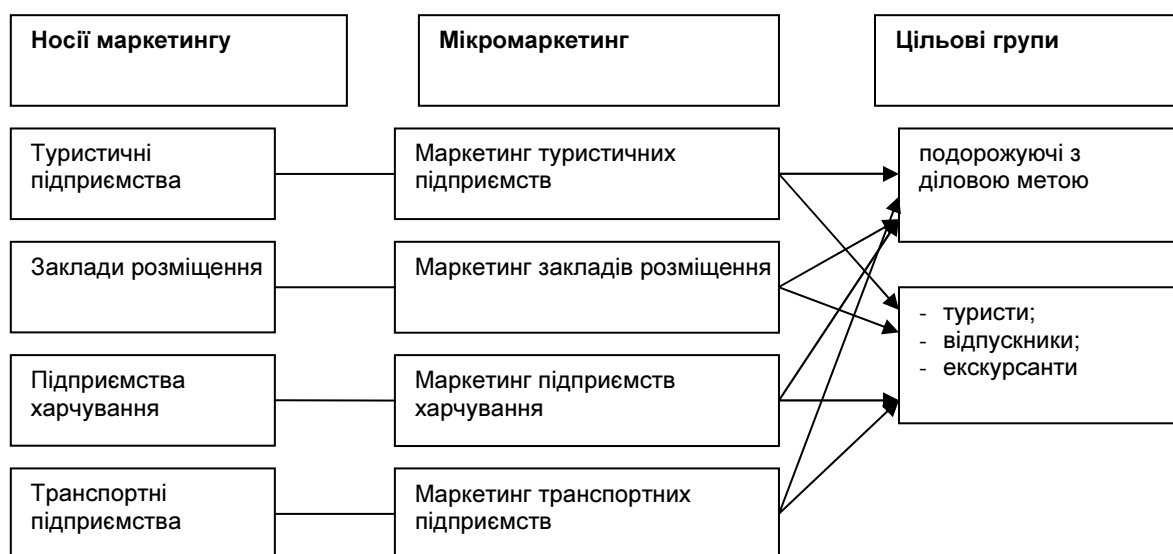 Носії маркетингу
Мікромаркетинг
Цільові групи
Туристичні
підприємства
Маркетинг туристичних
підприємств
подорожуючі з
діловою метою
Заклади розміщення
Маркетинг закладів розміщення
- туристи;
- відпускники;
- екскурсанти
Підприємства
харчування
Маркетинг підприємств
харчування
Транспортні
підприємства
Маркетинг транспортних
підприємств